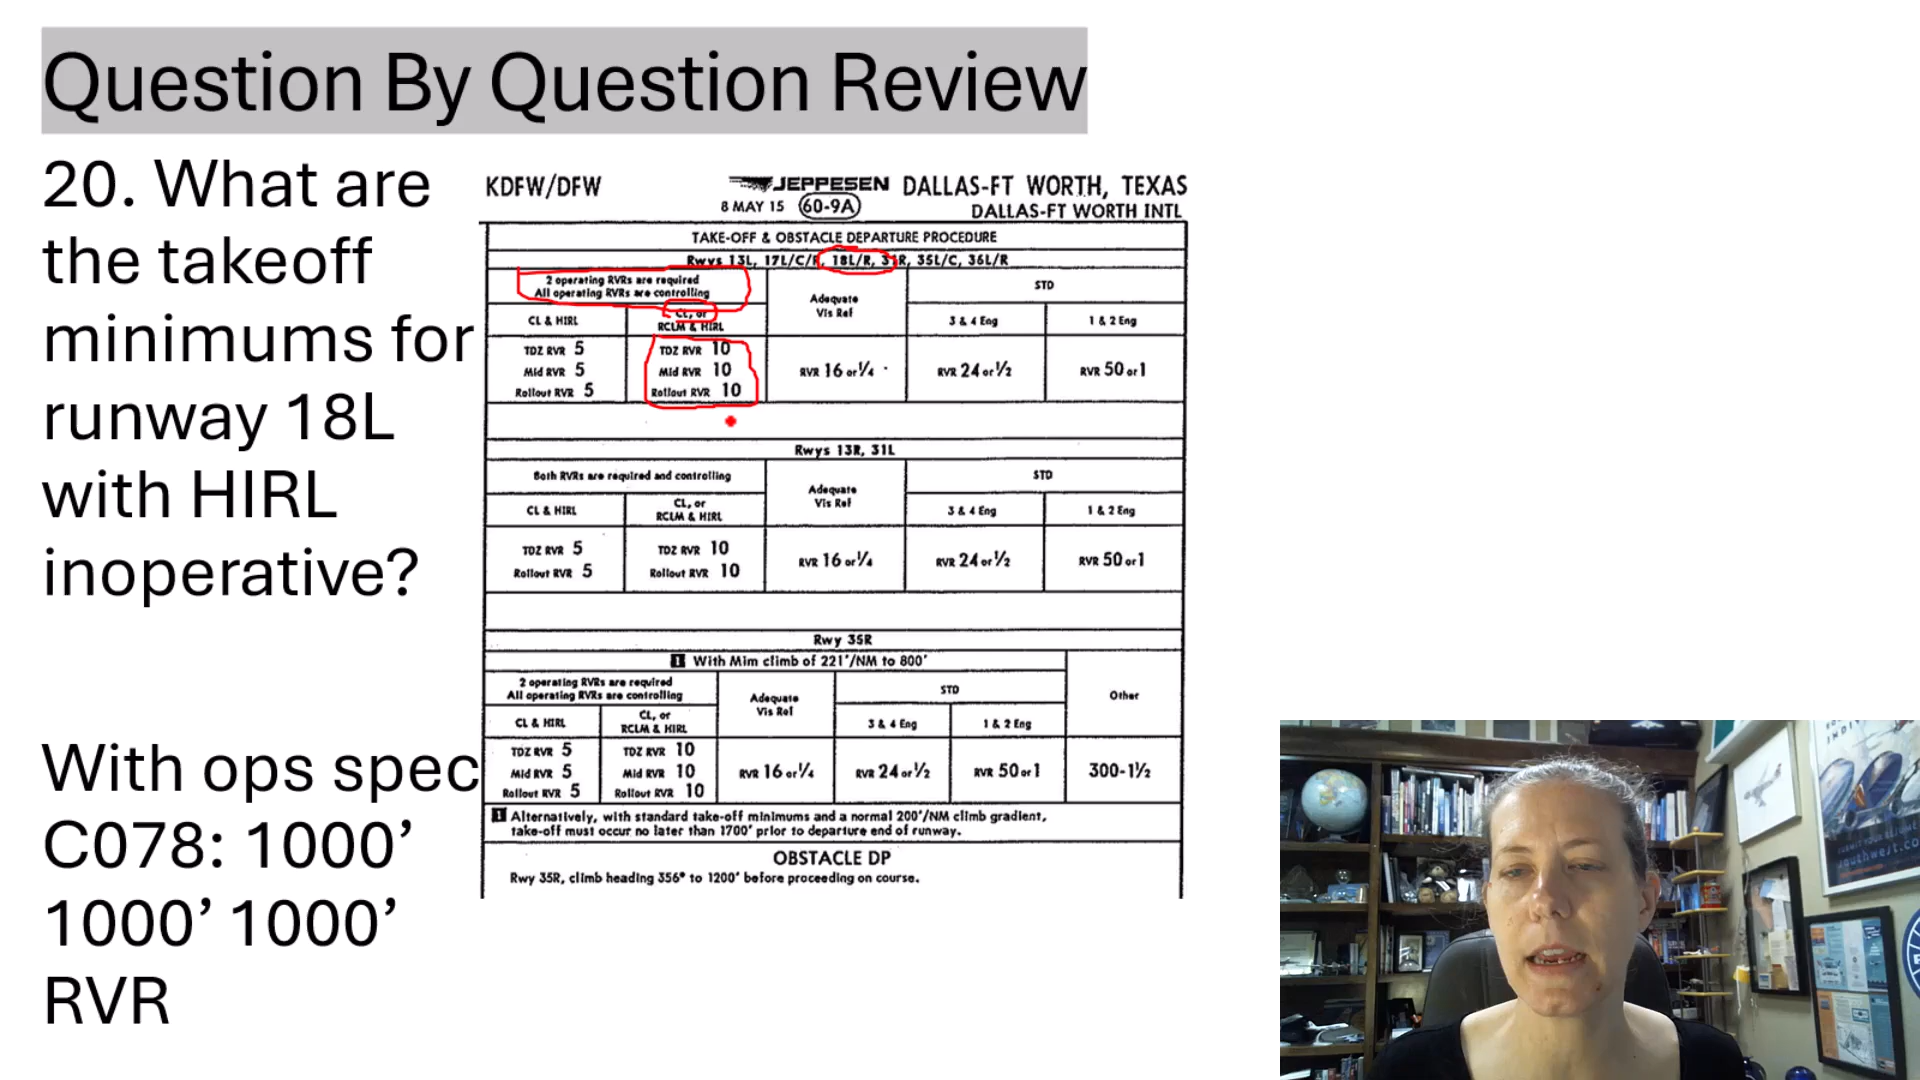 Question By Question Review
20. What are
the takeoff
minimums for
runway 18L
with HIRL
inoperative?
With ops spec
C078: 1000’
1000’ 1000’
RVR
KDFW/DFW
JEPPESEN
DALLAS-FT WORTH, TEXAS
8 MAY 15
60-9A
DALLAS-FT WORTH INTL
TAKE-OFF & OBSTACLE DEPARTURE PROCEDURE
Rwys 13L, 17L/C/R, 18L/R, 31R, 35L/C, 36L/R
2 operating RVRs are required
All operating RVRs are controlling
Adequate
Vis Ref
STD
CL & HIRL
CL, or
RCLM & HIRL
3 & 4 Eng
1 & 2 Eng
TDZ RVR 5
Mid RVR 5
Rollout RVR 5
TDZ RVR 10
Mid RVR 10
Rollout RVR 10
RVR 16 or 1/4
RVR 24 or 1/2
RVR 50 or 1
Rwys 13R, 31L
Both RVRs are required and controlling
Adequate
Vis Ref
STD
CL & HIRL
CL, or
RCLM & HIRL
3 & 4 Eng
1 & 2 Eng
TDZ RVR 5
Rollout RVR 5
TDZ RVR 10
Rollout RVR 10
RVR 16 or 1/4
RVR 24 or 1/2
RVR 50 or 1
Rwy 35R
1 With Mim climb of 221'/NM to 800'
2 operating RVRs are required
All operating RVRs are controlling
Adequate
Vis Ref
STD
Other
CL & HIRL
CL, or
RCLM & HIRL
3 & 4 Eng
1 & 2 Eng
TDZ RVR 5
Mid RVR 5
Rollout RVR 5
TDZ RVR 10
Mid RVR 10
Rollout RVR 10
RVR 16 or 1/4
RVR 24 or 1/2
RVR 50 or 1
300-1 1/2
1 Alternatively, with standard take-off minimums and a normal 200'/NM climb gradient,
take-off must occur no later than 1700' prior to departure end of runway.
OBSTACLE DP
Rwy 35R, climb heading 356° to 1200' before proceeding on course.